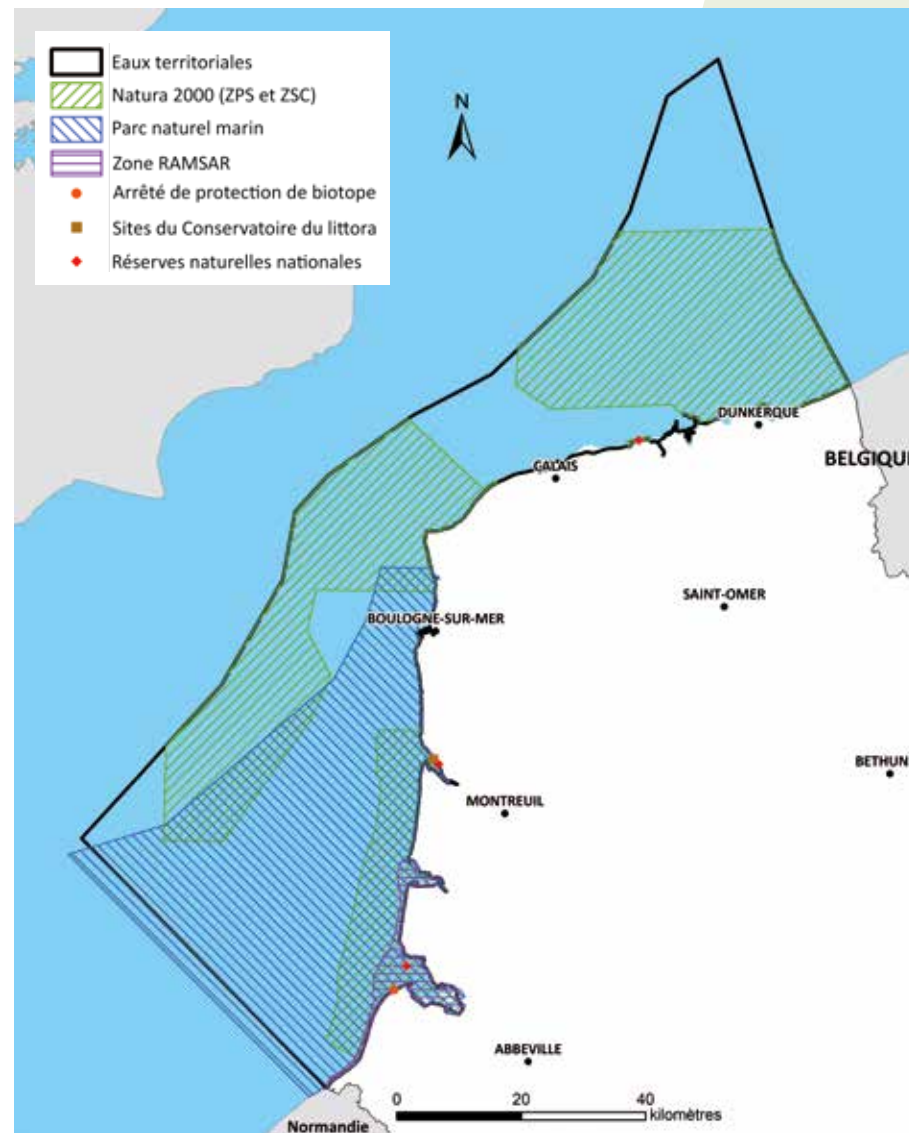 Eaux territoriales
Natura 2000 (ZPS et ZSC)
Parc naturel marin
Zone RAMSAR
Arrêté de protection de biotope
Sites du Conservatoire du littora
Réserves naturelles nationales
N
DUNKERQUE
CALAIS
BELGIQUE
SAINT-OMER
BOULOGNE-SUR-MER
BETHUN
MONTREUIL
ABBEVILLE
0 20 40
kilomètres
Normandie